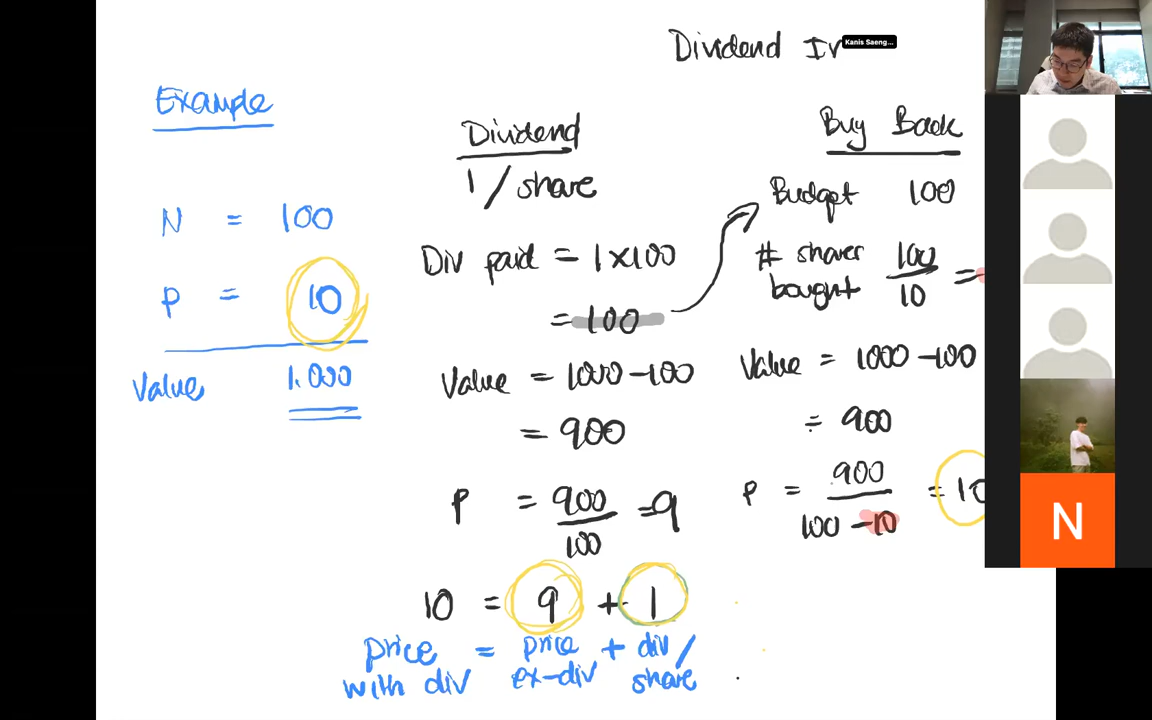 Dividend Ir
Kanis Saeng...
Example
N = 100
P = 10
Value 1.000
Dividend
1 / share
Div paid = 1 x 100
= 100
Value = 1000 - 100
= 900
P = 900 / 100 = 9
10 = 9 + 1
price with div = price ex-div + div / share
Buy Back
Budget 100
# shares bought 100 / 10 =
Value = 1000 - 100
= 900
P = 900 / 100 - 10 = 10
N